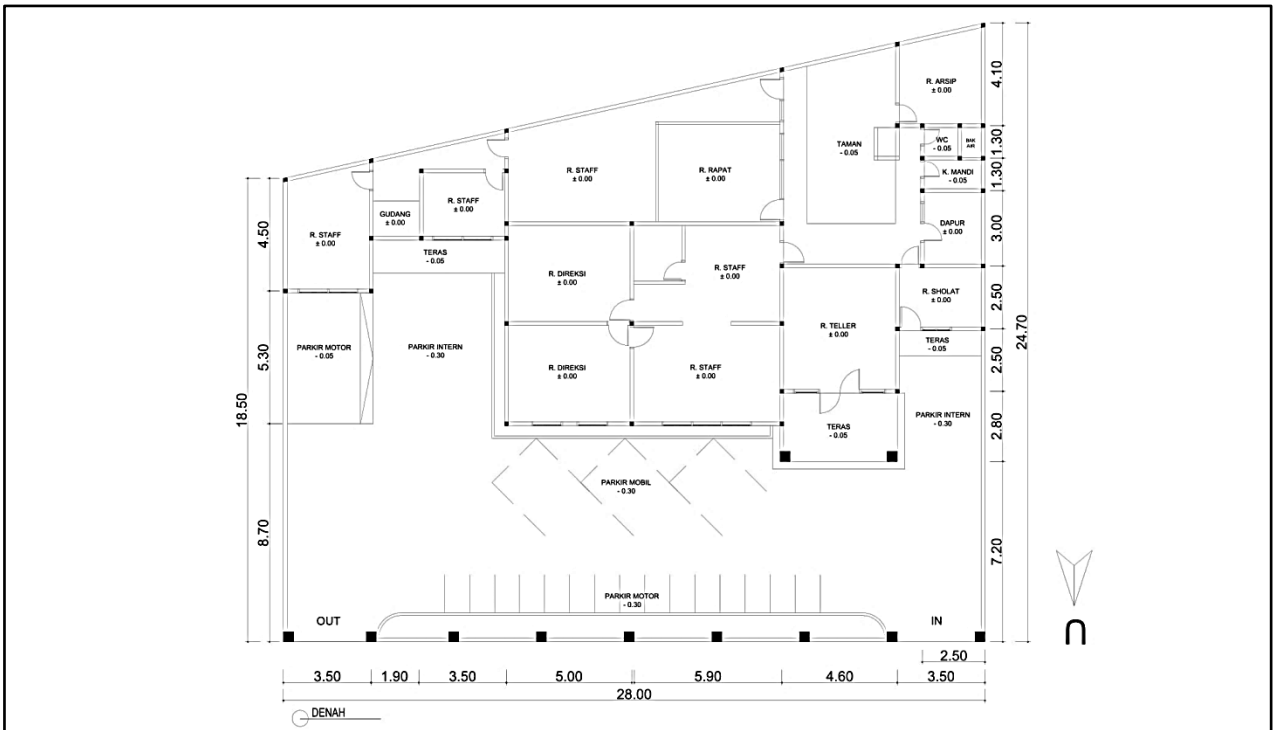 R. ARSIP
± 0.00
4.10
TAMAN
- 0.05
WC
- 0.05
BAK
AIR
1.30
R. STAFF
± 0.00
R. RAPAT
± 0.00
K. MANDI
- 0.05
1.30
R. STAFF
± 0.00
GUDANG
± 0.00
DAPUR
± 0.00
3.00
4.50
R. STAFF
± 0.00
TERAS
- 0.05
R. DIREKSI
± 0.00
R. STAFF
± 0.00
R. SHOLAT
± 0.00
2.50
R. TELLER
± 0.00
24.70
PARKIR MOTOR
- 0.05
PARKIR INTERN
- 0.30
TERAS
- 0.05
2.50
5.30
R. DIREKSI
± 0.00
R. STAFF
± 0.00
18.50
PARKIR INTERN
- 0.30
2.80
TERAS
- 0.05
PARKIR MOBIL
- 0.30
8.70
7.20
PARKIR MOTOR
- 0.30
OUT
IN
U
2.50
3.50
1.90
3.50
5.00
5.90
4.60
3.50
28.00
DENAH